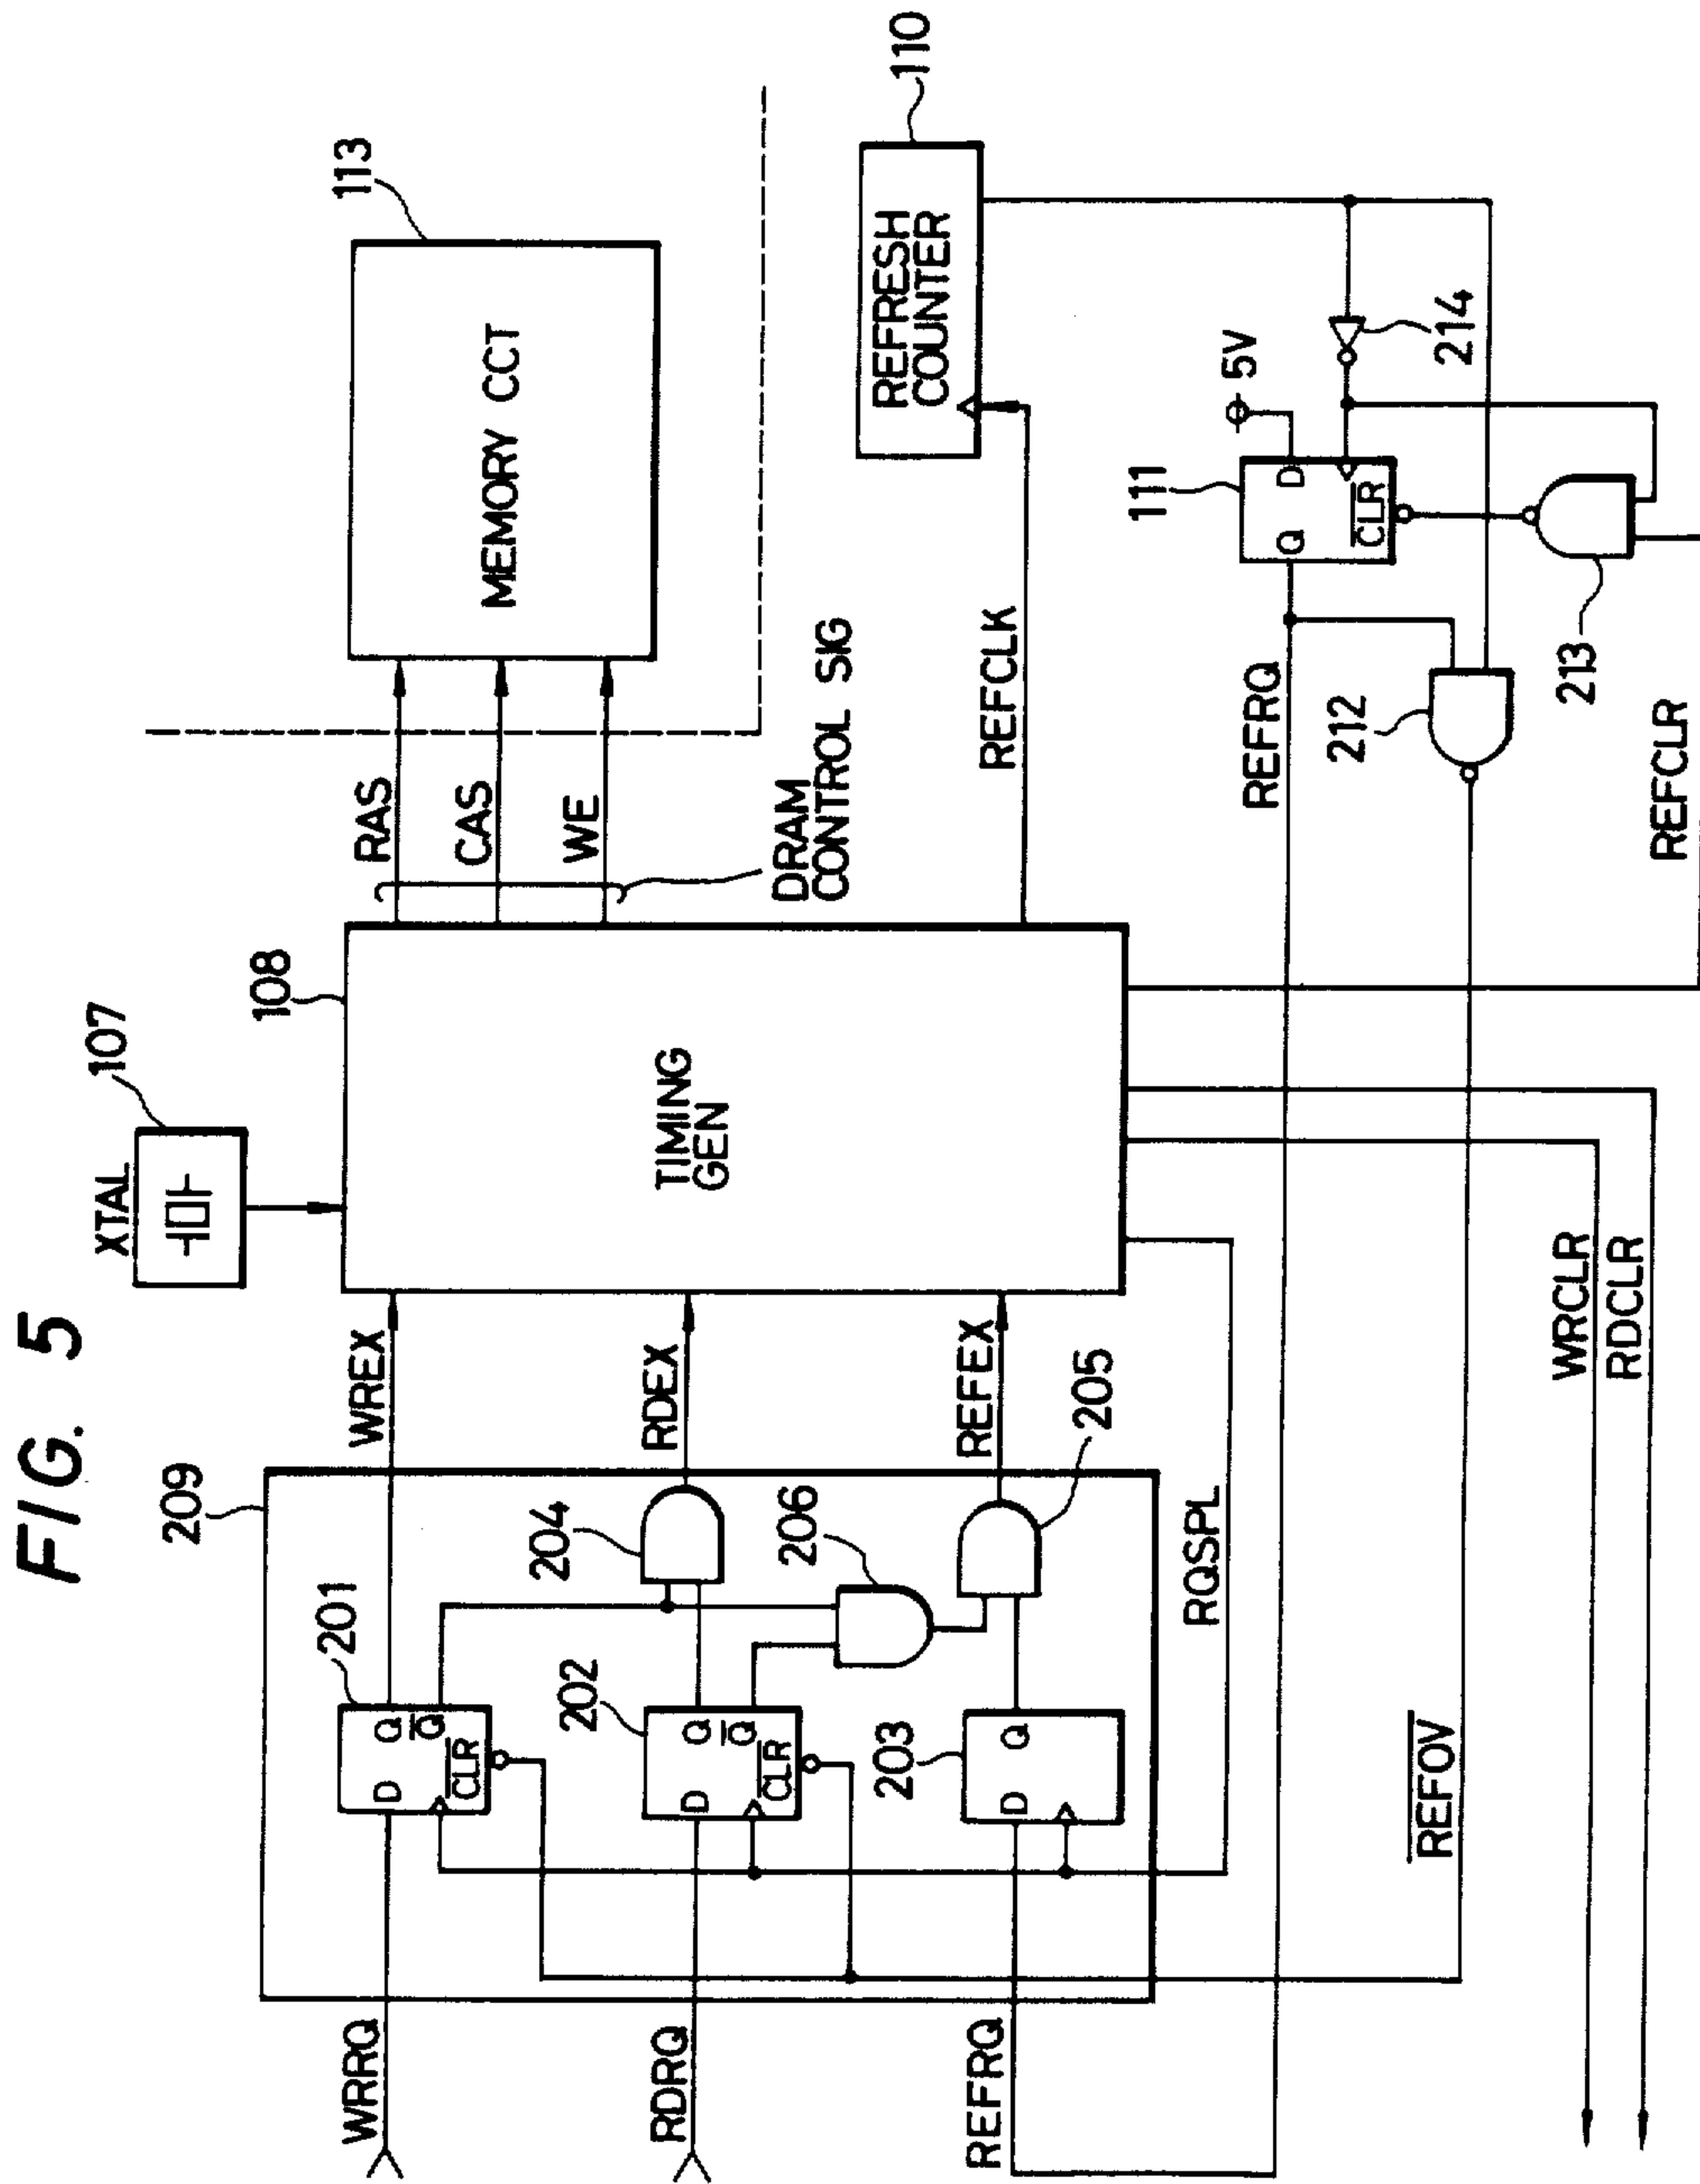 FIG. 5
XTAL
107
108
113
209
WRRQ
RDRQ
REFRQ
201
D
Q
Q̅
C̅L̅R̅
202
D
Q
Q̅
C̅L̅R̅
203
D
Q
204
206
205
WREX
RDEX
REFEX
RQSPL
TIMING
GEN
RAS
CAS
WE
DRAM
CONTROL SIG
MEMORY CCT
REFCLK
REFRESH
COUNTER
110
REFRQ
111
Q
D
C̅L̅R̅
5V
214
212
213
REFCLR
R̅E̅F̅O̅V̅
WRCLR
RDCLR